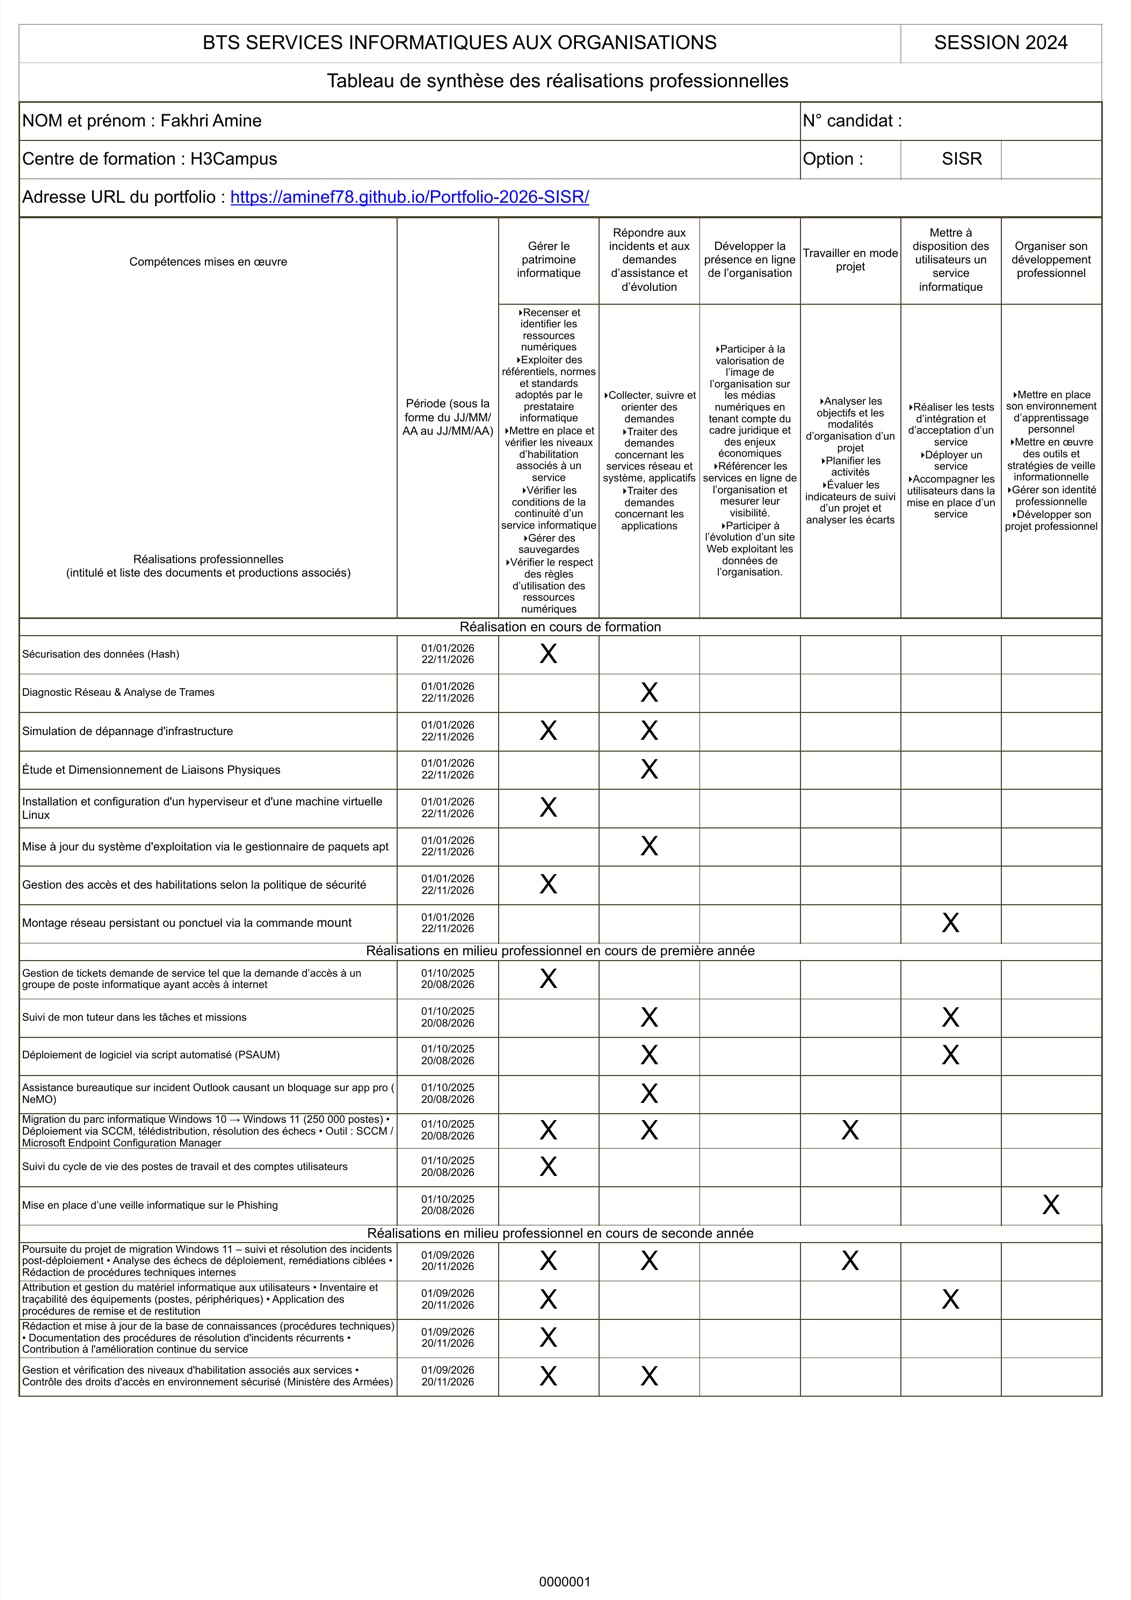 BTS SERVICES INFORMATIQUES AUX ORGANISATIONS
SESSION 2024
Tableau de synthèse des réalisations professionnelles
NOM et prénom : Fakhri Amine
N° candidat :
Centre de formation : H3Campus
Option :
SISR
Adresse URL du portfolio : https://aminef78.github.io/Portfolio-2026-SISR/
Compétences mises en œuvre
Réalisations professionnelles
(intitulé et liste des documents et productions associés)
Période (sous la
forme du JJ/MM/
AA au JJ/MM/AA)
Gérer le
patrimoine
informatique
Répondre aux
incidents et aux
demandes
d'assistance et
d'évolution
Développer la
présence en ligne
de l'organisation
Travailler en mode
projet
Mettre à
disposition des
utilisateurs un
service
informatique
Organiser son
développement
professionnel
‣Recenser et
identifier les
ressources
numériques
‣Exploiter des
référentiels, normes
et standards
adoptés par le
prestataire
informatique
‣Mettre en place et
vérifier les niveaux
d'habilitation
associés à un
service
‣Vérifier les
conditions de la
continuité d'un
service informatique
‣Gérer des
sauvegardes
‣Vérifier le respect
des règles
d'utilisation des
ressources
numériques
‣Collecter, suivre et
orienter des
demandes
‣Traiter des
demandes
concernant les
services réseau et
système, applicatifs
‣Traiter des
demandes
concernant les
applications
‣Participer à la
valorisation de
l'image de
l'organisation sur
les médias
numériques en
tenant compte du
cadre juridique et
des enjeux
économiques
‣Référencer les
services en ligne de
l'organisation et
mesurer leur
visibilité.
‣Participer à
l'évolution d'un site
Web exploitant les
données de
l'organisation.
‣Analyser les
objectifs et les
modalités
d'organisation d'un
projet
‣Planifier les
activités
‣Évaluer les
indicateurs de suivi
d'un projet et
analyser les écarts
‣Réaliser les tests
d'intégration et
d'acceptation d'un
service
‣Déployer un
service
‣Accompagner les
utilisateurs dans la
mise en place d'un
service
‣Mettre en place
son environnement
d'apprentissage
personnel
‣Mettre en œuvre
des outils et
stratégies de veille
informationnelle
‣Gérer son identité
professionnelle
‣Développer son
projet professionnel
Réalisation en cours de formation
Sécurisation des données (Hash)
01/01/2026
22/11/2026
X
Diagnostic Réseau & Analyse de Trames
01/01/2026
22/11/2026
X
Simulation de dépannage d'infrastructure
01/01/2026
22/11/2026
X X
Étude et Dimensionnement de Liaisons Physiques
01/01/2026
22/11/2026
X
Installation et configuration d'un hyperviseur et d'une machine virtuelle
Linux
01/01/2026
22/11/2026
X
Mise à jour du système d'exploitation via le gestionnaire de paquets apt
01/01/2026
22/11/2026
X
Gestion des accès et des habilitations selon la politique de sécurité
01/01/2026
22/11/2026
X
Montage réseau persistant ou ponctuel via la commande mount
01/01/2026
22/11/2026
X
Réalisations en milieu professionnel en cours de première année
Gestion de tickets demande de service tel que la demande d'accès à un
groupe de poste informatique ayant accès à internet
01/10/2025
20/08/2026
X
Suivi de mon tuteur dans les tâches et missions
01/10/2025
20/08/2026
X X
Déploiement de logiciel via script automatisé (PSAUM)
01/10/2025
20/08/2026
X X
Assistance bureautique sur incident Outlook causant un bloquage sur app pro (
NeMO)
01/10/2025
20/08/2026
X
Migration du parc informatique Windows 10 → Windows 11 (250 000 postes) •
Déploiement via SCCM, télédistribution, résolution des échecs • Outil : SCCM /
Microsoft Endpoint Configuration Manager
01/10/2025
20/08/2026
X X X
Suivi du cycle de vie des postes de travail et des comptes utilisateurs
01/10/2025
20/08/2026
X
Mise en place d'une veille informatique sur le Phishing
01/10/2025
20/08/2026
X
Réalisations en milieu professionnel en cours de seconde année
Poursuite du projet de migration Windows 11 – suivi et résolution des incidents
post-déploiement • Analyse des échecs de déploiement, remédiations ciblées •
Rédaction de procédures techniques internes
01/09/2026
20/11/2026
X X X
Attribution et gestion du matériel informatique aux utilisateurs • Inventaire et
traçabilité des équipements (postes, périphériques) • Application des
procédures de remise et de restitution
01/09/2026
20/11/2026
X X
Rédaction et mise à jour de la base de connaissances (procédures techniques)
• Documentation des procédures de résolution d'incidents récurrents •
Contribution à l'amélioration continue du service
01/09/2026
20/11/2026
X
Gestion et vérification des niveaux d'habilitation associés aux services •
Contrôle des droits d'accès en environnement sécurisé (Ministère des Armées)
01/09/2026
20/11/2026
X X
0000001